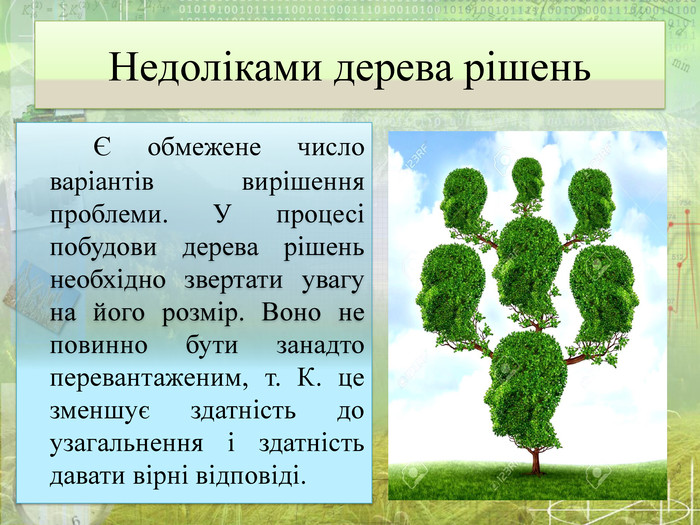 Недоліками дерева рішень
Є обмежене число
варіантів вирішення
проблеми. У процесі
побудови дерева рішень
необхідно звертати увагу
на його розмір. Воно не
повинно бути занадто
перевантаженим, т. К. це
зменшує здатність до
узагальнення і здатність
давати вірні відповіді.
123RF